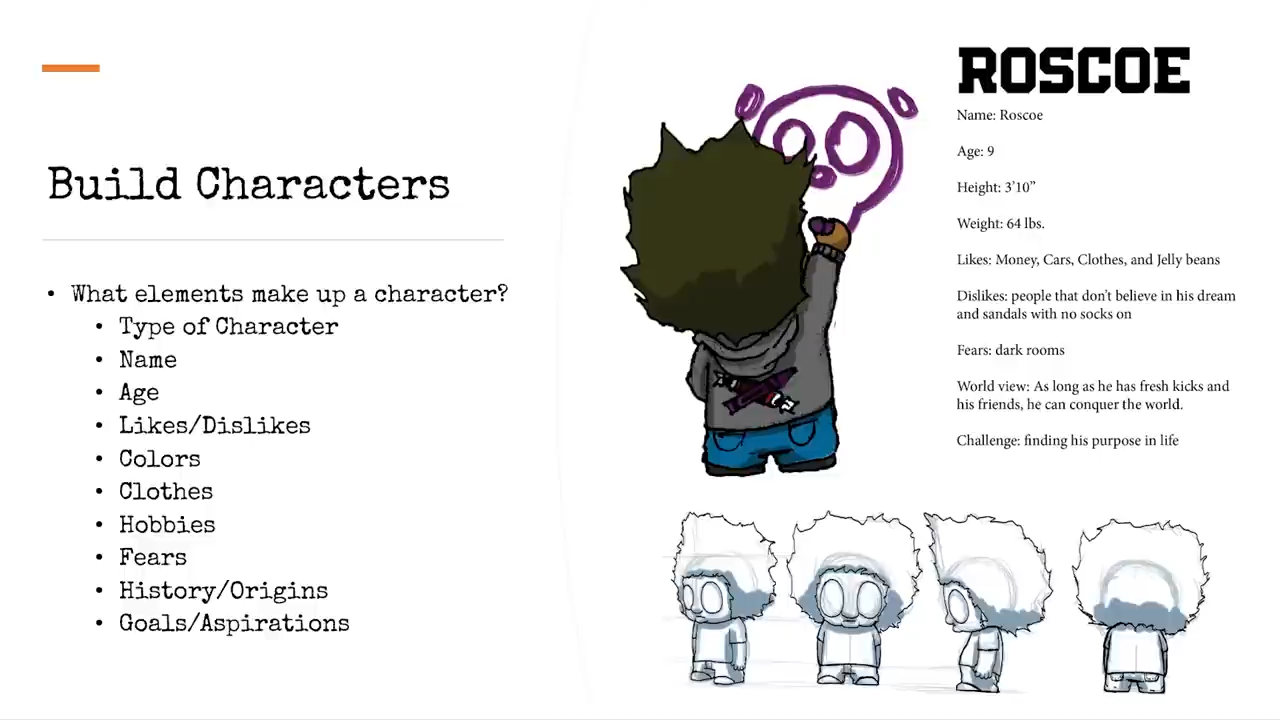 Build Characters
• What elements make up a character?
• Type of Character
• Name
• Age
• Likes/Dislikes
• Colors
• Clothes
• Hobbies
• Fears
• History/Origins
• Goals/Aspirations
ROSCOE
Name: Roscoe
Age: 9
Height: 3’10”
Weight: 64 lbs.
Likes: Money, Cars, Clothes, and Jelly beans
Dislikes: people that don’t believe in his dream
and sandals with no socks on
Fears: dark rooms
World view: As long as he has fresh kicks and
his friends, he can conquer the world.
Challenge: finding his purpose in life